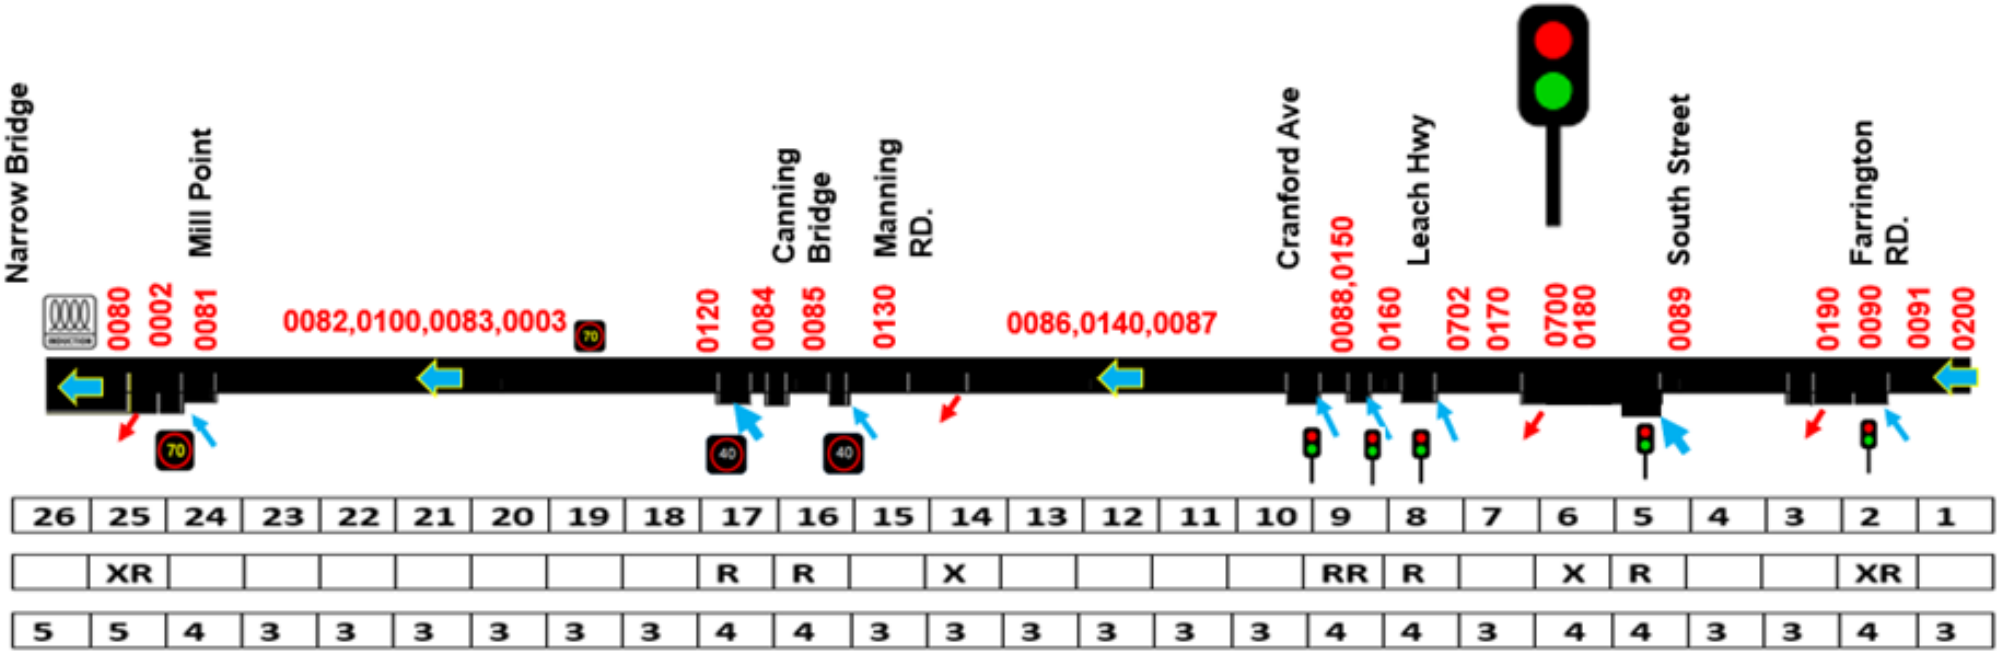 Narrow Bridge
Mill Point
Canning
Bridge
Manning
RD.
Cranford Ave
Leach Hwy
South Street
Farrington
RD.
INDUCTION
0080
0002
0081
0082,0100,0083,0003
70
0120
0084
0085
0130
0086,0140,0087
0088,0150
0160
0702
0170
0700
0180
0089
0190
0090
0091
0200
70
40
40
26 25 24 23 22 21 20 19 18 17 16 15 14 13 12 11 10 9 8 7 6 5 4 3 2 1
XR R R X RR R X R XR
5 5 4 3 3 3 3 3 3 4 4 3 3 3 3 3 3 4 4 3 4 4 3 3 4 3